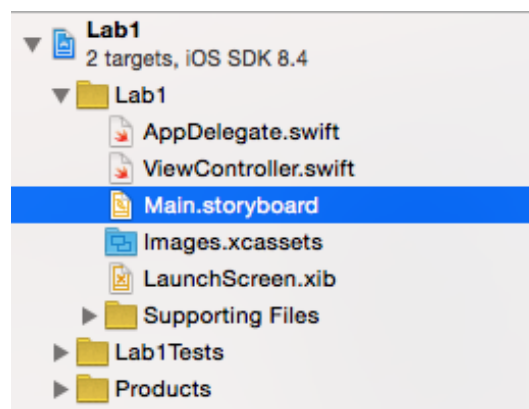 Lab1
2 targets, iOS SDK 8.4
Lab1
AppDelegate.swift
ViewController.swift
Main.storyboard
Images.xcassets
LaunchScreen.xib
Supporting Files
Lab1Tests
Products